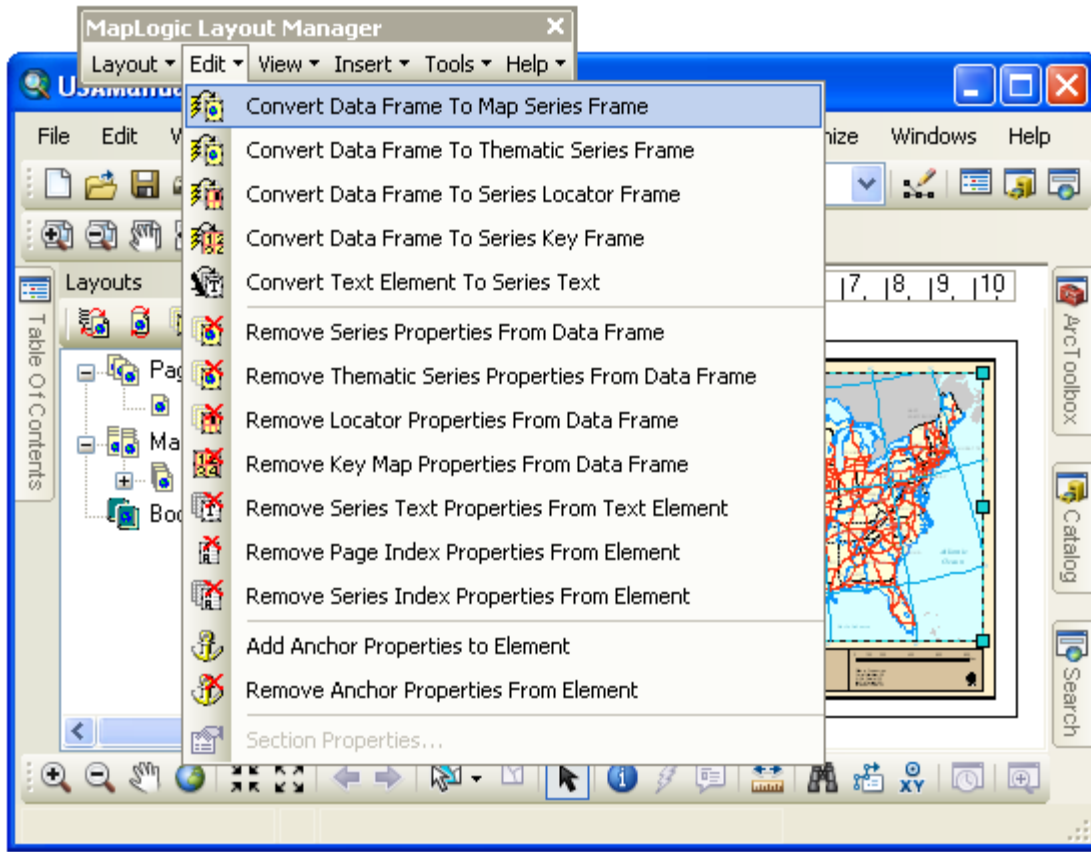 MapLogic Layout Manager
Layout Edit View Insert Tools Help
File Edit Windows Help
Convert Data Frame To Map Series Frame
Convert Data Frame To Thematic Series Frame
Convert Data Frame To Series Locator Frame
Convert Data Frame To Series Key Frame
Convert Text Element To Series Text
Remove Series Properties From Data Frame
Remove Thematic Series Properties From Data Frame
Remove Locator Properties From Data Frame
Remove Key Map Properties From Data Frame
Remove Series Text Properties From Text Element
Remove Page Index Properties From Element
Remove Series Index Properties From Element
Add Anchor Properties to Element
Remove Anchor Properties From Element
Section Properties...
Table Of Contents
Layouts
7 8 9 10
ArcToolbox
Catalog
Search
XY